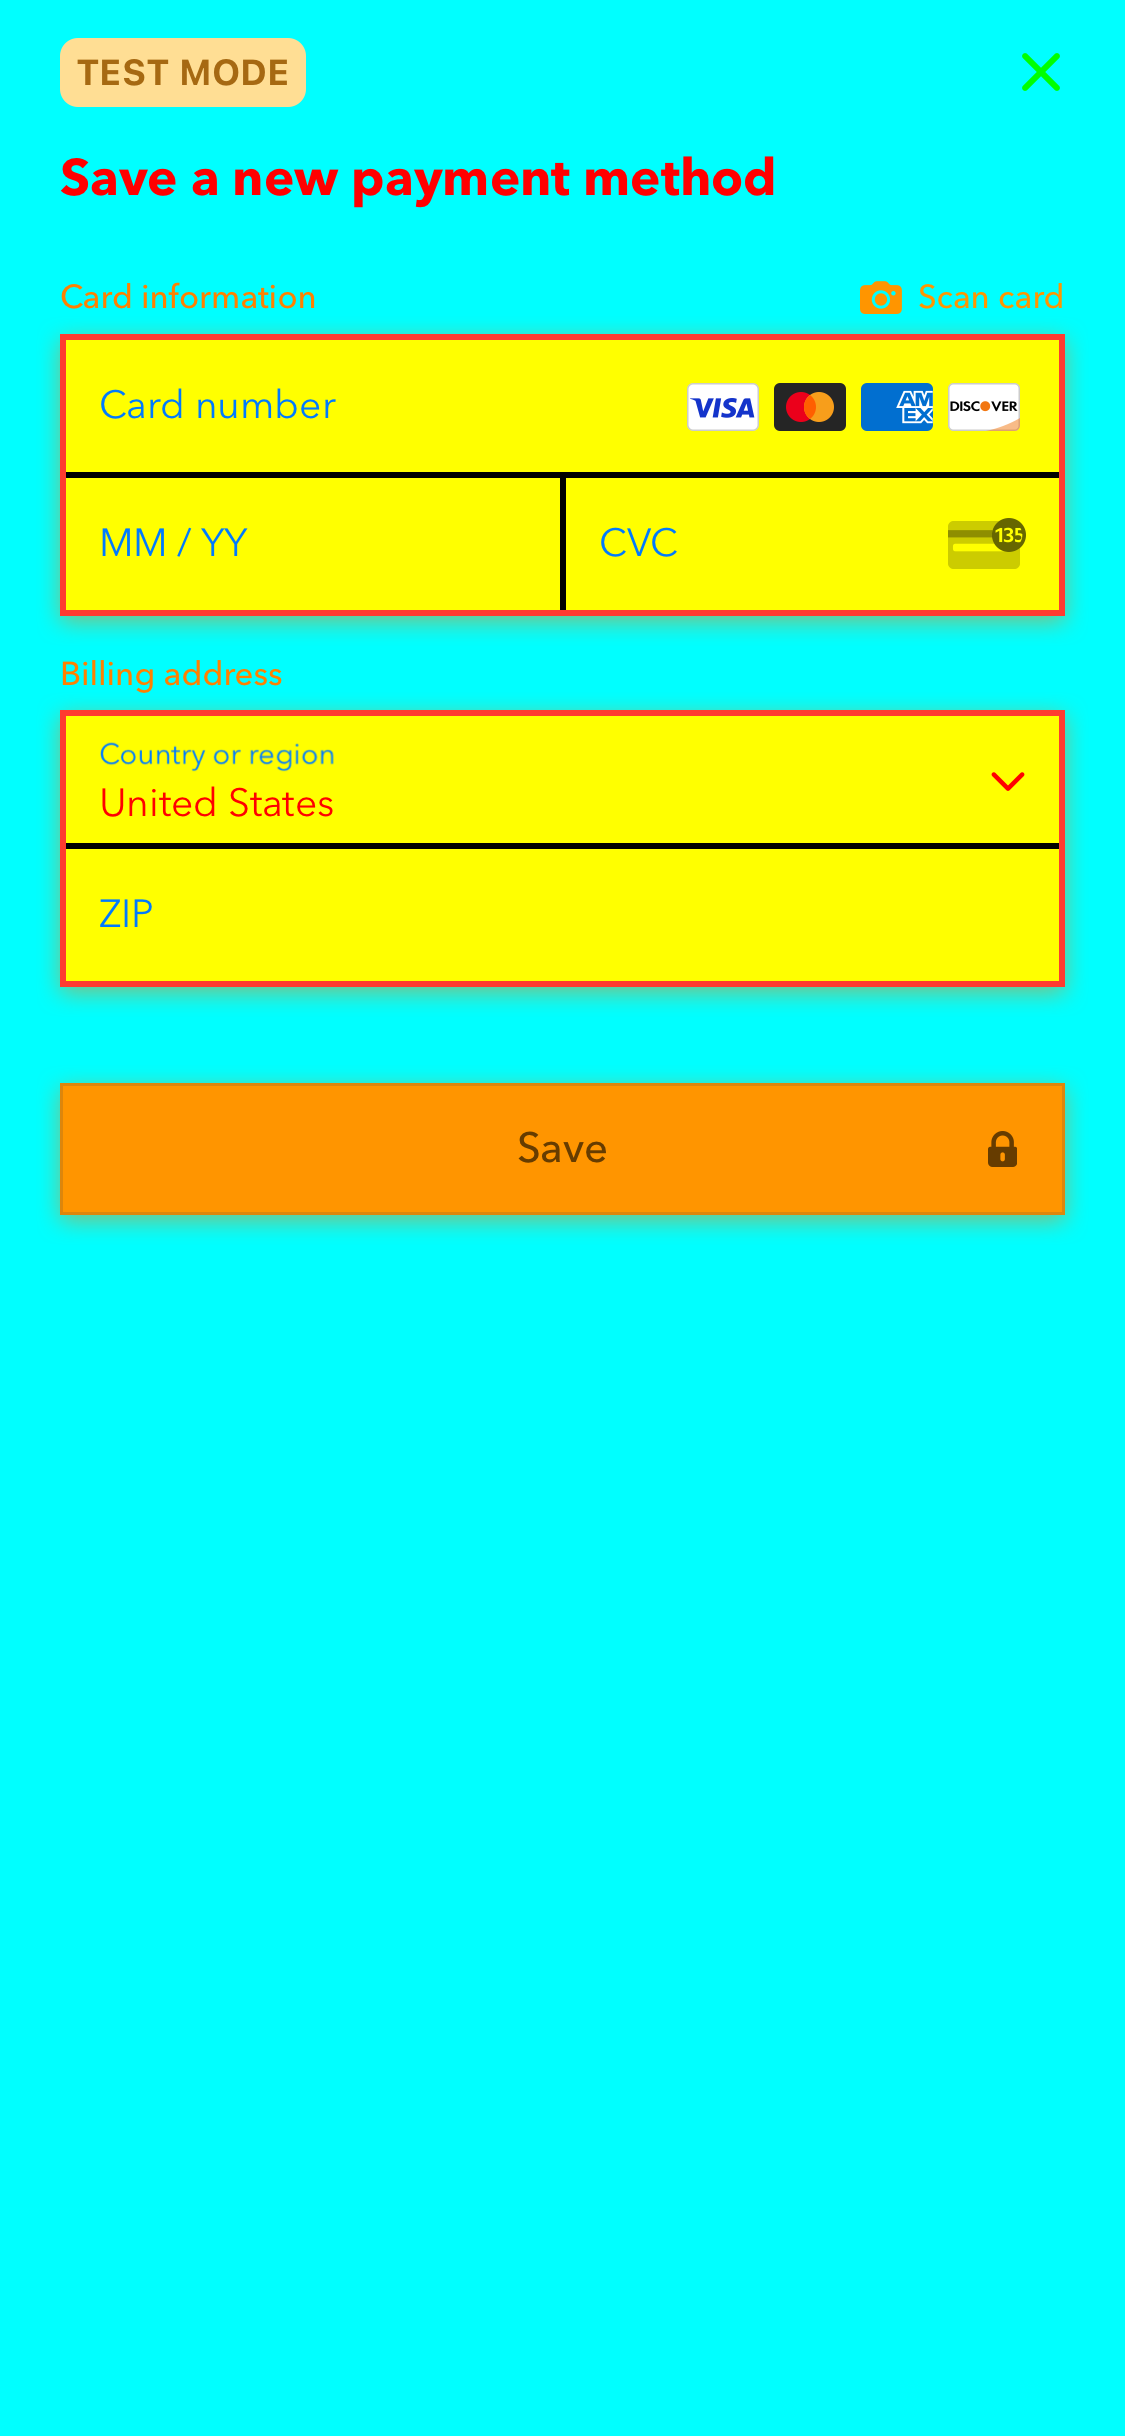 TEST MODE
Save a new payment method
Card information
Scan card
Card number
VISA
AM
EX
DISCOVER
MM / YY
CVC
135
Billing address
Country or region
United States
ZIP
Save